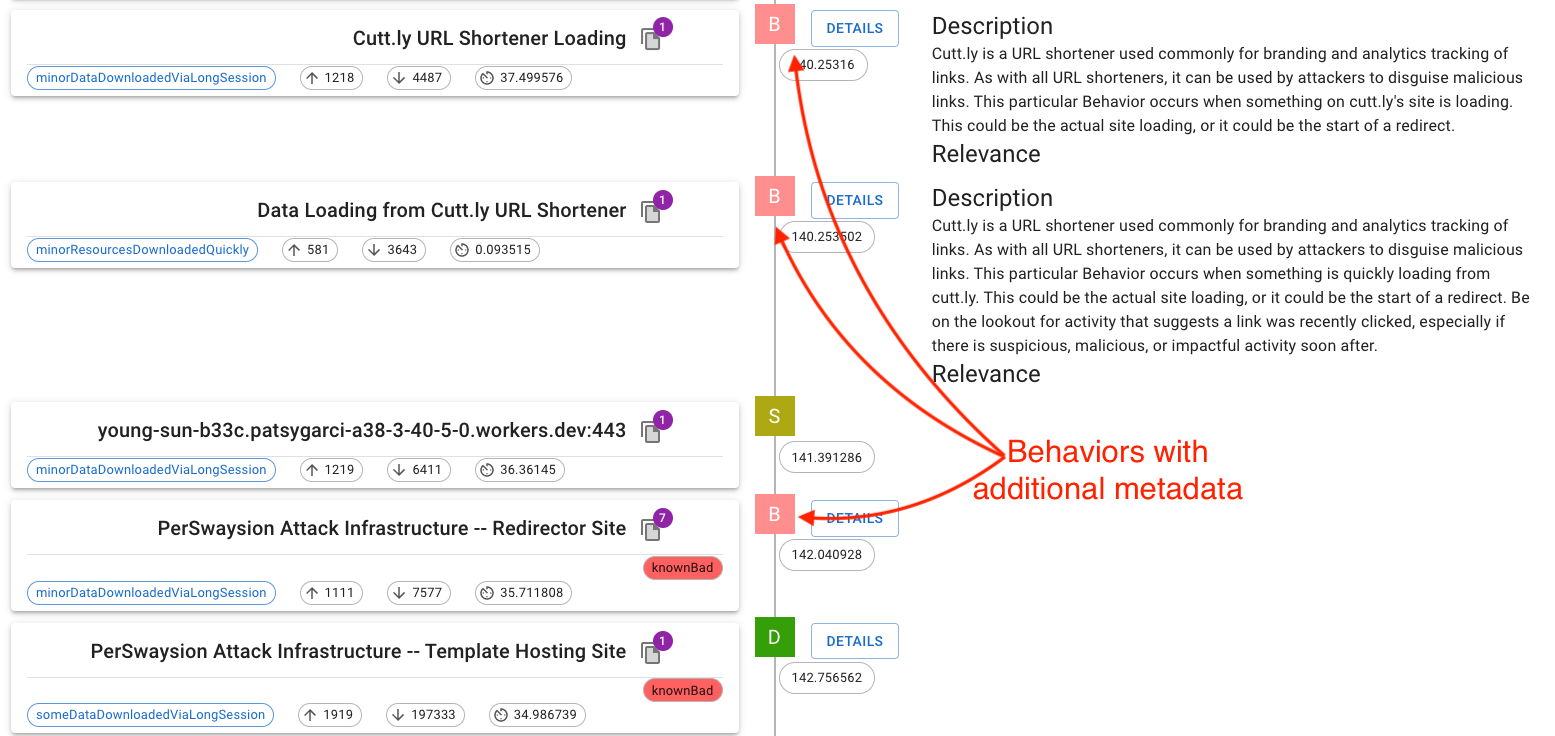 Cutt.ly URL Shortener Loading
1
minorDataDownloadedViaLongSession
1218
4487
37.499576
B
DETAILS
40.25316
Description
Cutt.ly is a URL shortener used commonly for branding and analytics tracking of
links. As with all URL shorteners, it can be used by attackers to disguise malicious
links. This particular Behavior occurs when something on cutt.ly's site is loading.
This could be the actual site loading, or it could be the start of a redirect.
Relevance
Data Loading from Cutt.ly URL Shortener
1
minorResourcesDownloadedQuickly
581
3643
0.093515
B
DETAILS
140.253502
Description
Cutt.ly is a URL shortener used commonly for branding and analytics tracking of
links. As with all URL shorteners, it can be used by attackers to disguise malicious
links. This particular Behavior occurs when something is quickly loading from
cutt.ly. This could be the actual site loading, or it could be the start of a redirect. Be
on the lookout for activity that suggests a link was recently clicked, especially if
there is suspicious, malicious, or impactful activity soon after.
Relevance
young-sun-b33c.patsygarci-a38-3-40-5-0.workers.dev:443
1
minorDataDownloadedViaLongSession
1219
6411
36.36145
S
141.391286
Behaviors with
additional metadata
PerSwaysion Attack Infrastructure -- Redirector Site
7
knownBad
minorDataDownloadedViaLongSession
1111
7577
35.711808
B
DETAILS
142.040928
PerSwaysion Attack Infrastructure -- Template Hosting Site
1
knownBad
someDataDownloadedViaLongSession
1919
197333
34.986739
D
DETAILS
142.756562